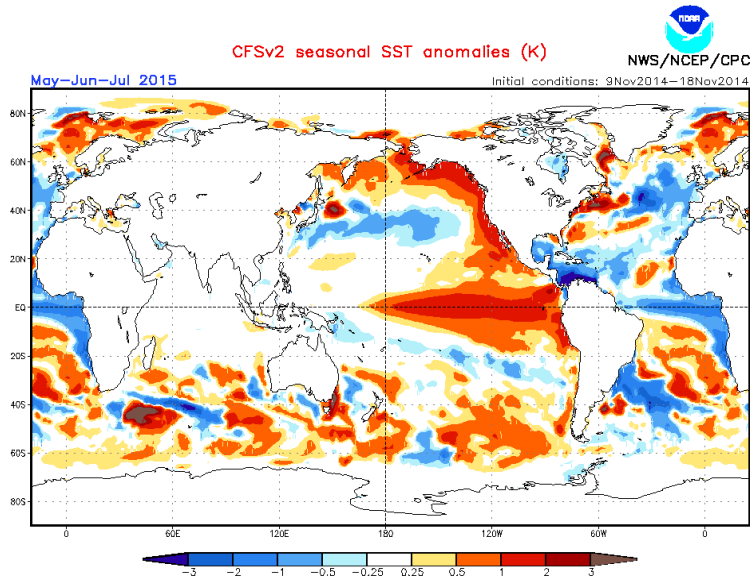 NOAA
CFSv2 seasonal SST anomalies (K)
NWS/NCEP/CPC
May-Jun-Jul 2015
Initial conditions: 9Nov2014-18Nov2014
80N
60N
40N
20N
EQ
20S
40S
60S
80S
0 60E 120E 180 120W 60W 0
-3 -2 -1 -0.5 -0.25 0.25 0.5 1 2 3